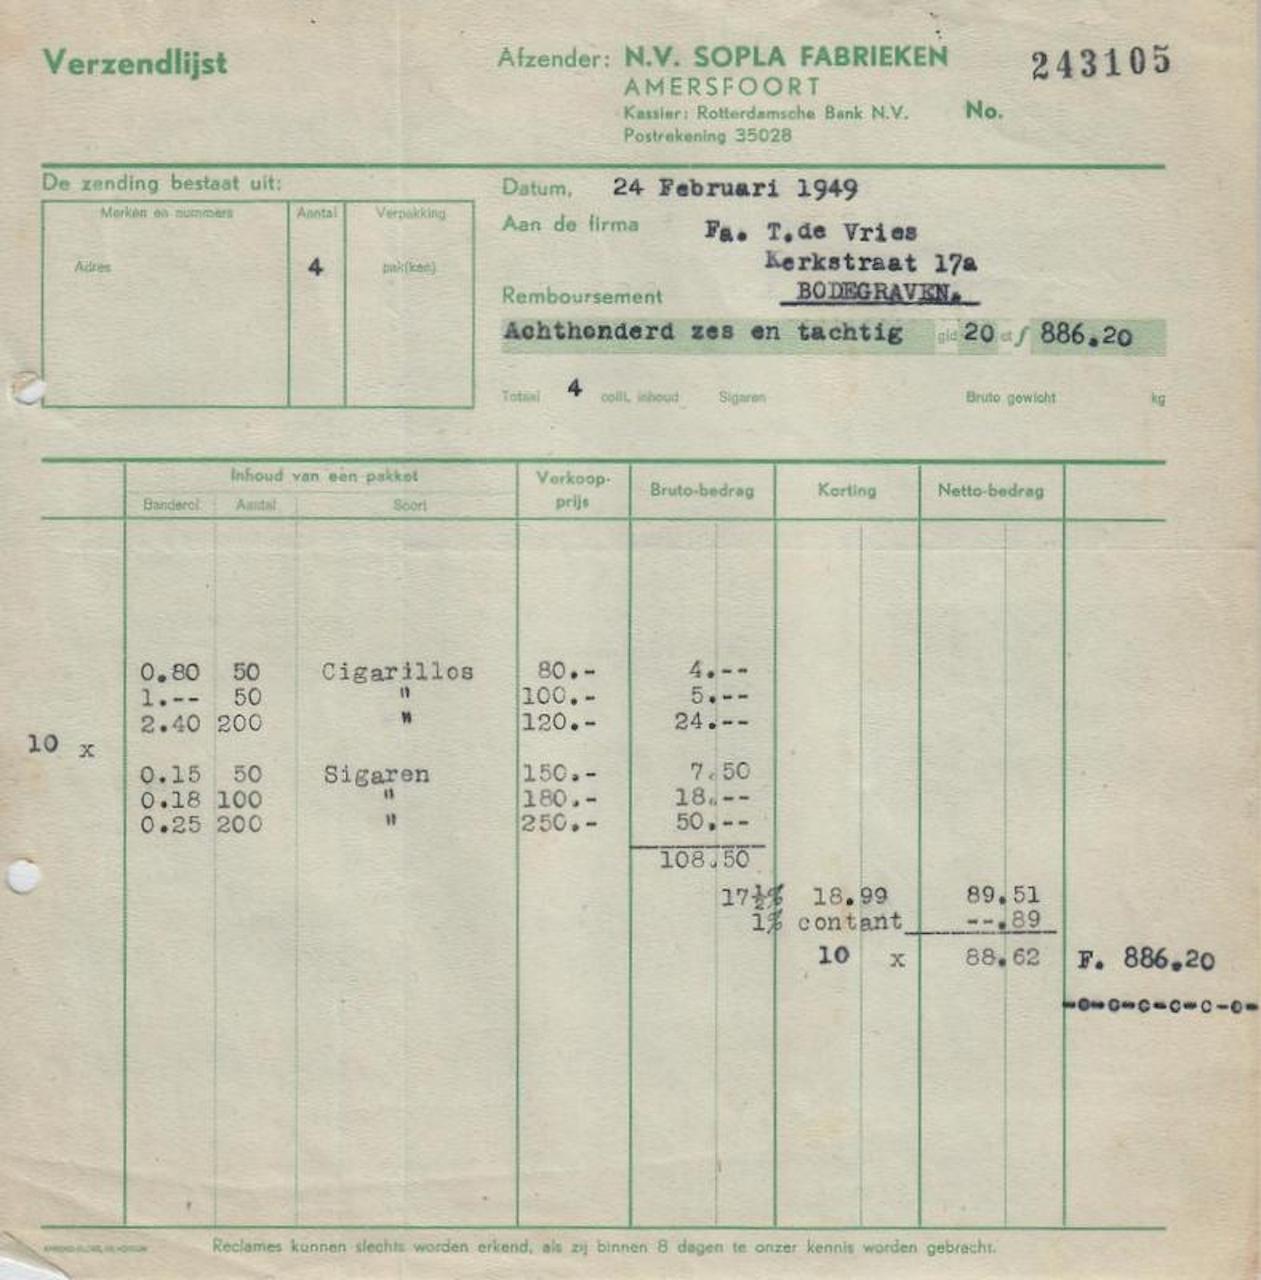 Verzendlijst
Afzender: N.V. SOPLA FABRIEKEN
AMERSFOORT
Kassier: Rotterdamsche Bank N.V.
Postrekening 35028
No. 243105
De zending bestaat uit:
Merken en nummers Aantal Verpakking
Adres 4 pak(ken)
Datum, 24 Februari 1949
Aan de firma Fa. T.de Vries
Kerkstraat 17a
Remboursement BODEGRAVEN.
Achthonderd zes en tachtig gld 20 ct f 886.20
Totaal 4 colli, inhoud Sigaren Bruto gewicht kg
Inhoud van een pakket
Banderol Aantal Soort Verkoop-prijs Bruto-bedrag Korting Netto-bedrag
0.80 50 Cigarillos 80.- 4.--
1.-- 50 " 100.- 5.--
2.40 200 " 120.- 24.--
10 x
0.15 50 Sigaren 150.- 7.50
0.18 100 " 180.- 18.--
0.25 200 " 250.- 50.--
108.50
17½% 18.99 89.51
1% contant --.89
10 x 88.62 F. 886.20
-o-o-o-o-o-o-
Reclames kunnen slechts worden erkend, als zij binnen 8 dagen te onzer kennis worden gebracht.